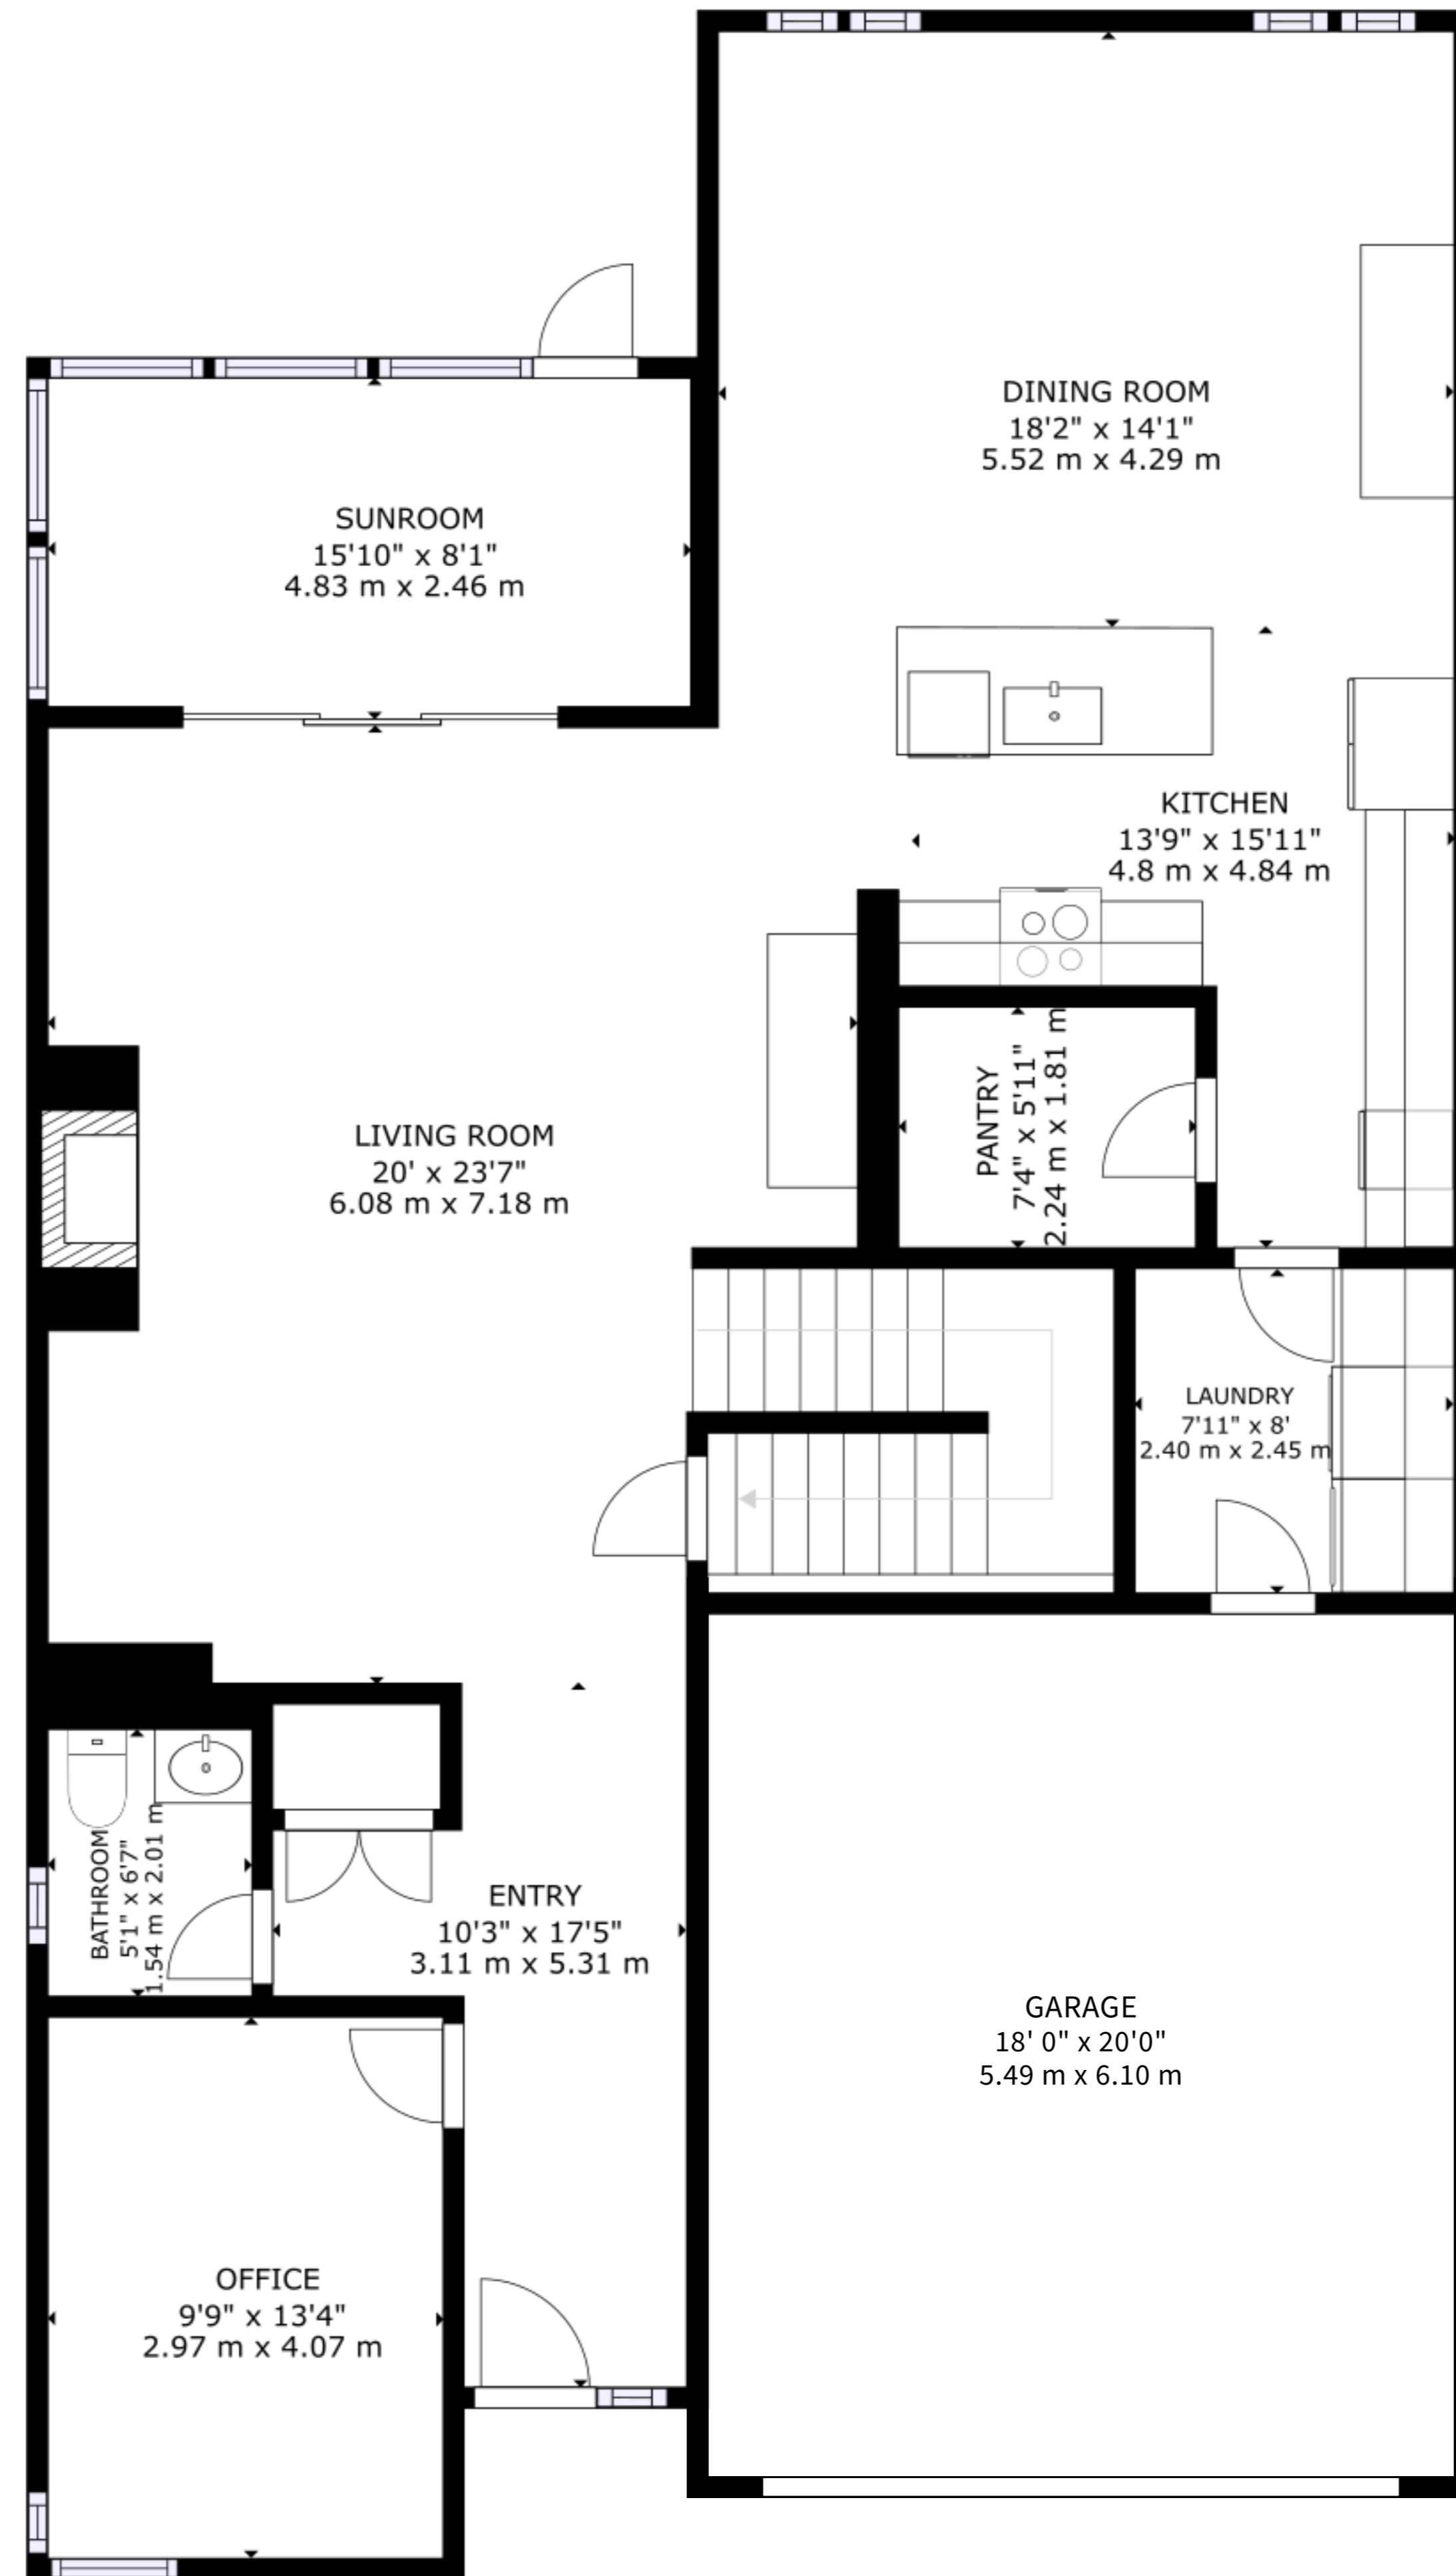 DINING ROOM
18'2" x 14'1"
5.52 m x 4.29 m
SUNROOM
15'10" x 8'1"
4.83 m x 2.46 m
KITCHEN
13'9" x 15'11"
4.8 m x 4.84 m
PANTRY
7'4" x 5'11"
2.24 m x 1.81 m
LIVING ROOM
20' x 23'7"
6.08 m x 7.18 m
LAUNDRY
7'11" x 8'
2.40 m x 2.45 m
BATHROOM
5'1" x 6'7"
1.54 m x 2.01 m
ENTRY
10'3" x 17'5"
3.11 m x 5.31 m
GARAGE
18' 0" x 20'0"
5.49 m x 6.10 m
OFFICE
9'9" x 13'4"
2.97 m x 4.07 m